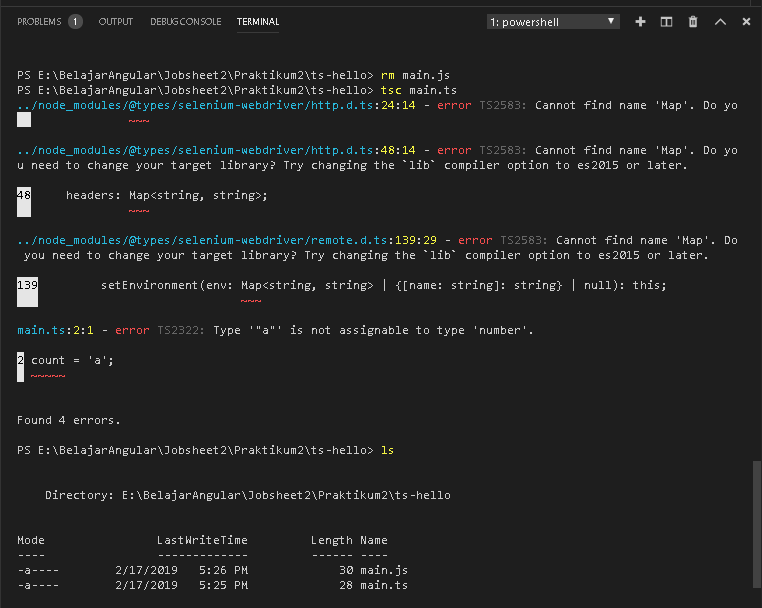 PROBLEMS 1 OUTPUT DEBUG CONSOLE TERMINAL 1: powershell
PS E:\BelajarAngular\Jobsheet2\Praktikum2\ts-hello> rm main.js
PS E:\BelajarAngular\Jobsheet2\Praktikum2\ts-hello> tsc main.ts
../node_modules/@types/selenium-webdriver/http.d.ts:24:14 - error TS2583: Cannot find name 'Map'. Do yo
~~~
../node_modules/@types/selenium-webdriver/http.d.ts:48:14 - error TS2583: Cannot find name 'Map'. Do yo
u need to change your target library? Try changing the `lib` compiler option to es2015 or later.
48 headers: Map<string, string>;
~~~
../node_modules/@types/selenium-webdriver/remote.d.ts:139:29 - error TS2583: Cannot find name 'Map'. Do
you need to change your target library? Try changing the `lib` compiler option to es2015 or later.
139 setEnvironment(env: Map<string, string> | {[name: string]: string} | null): this;
~~~
main.ts:2:1 - error TS2322: Type '"a"' is not assignable to type 'number'.
2 count = 'a';
~~~~~
Found 4 errors.
PS E:\BelajarAngular\Jobsheet2\Praktikum2\ts-hello> ls
Directory: E:\BelajarAngular\Jobsheet2\Praktikum2\ts-hello
Mode LastWriteTime Length Name
---- ------------- ------ ----
-a---- 2/17/2019 5:26 PM 30 main.js
-a---- 2/17/2019 5:25 PM 28 main.ts